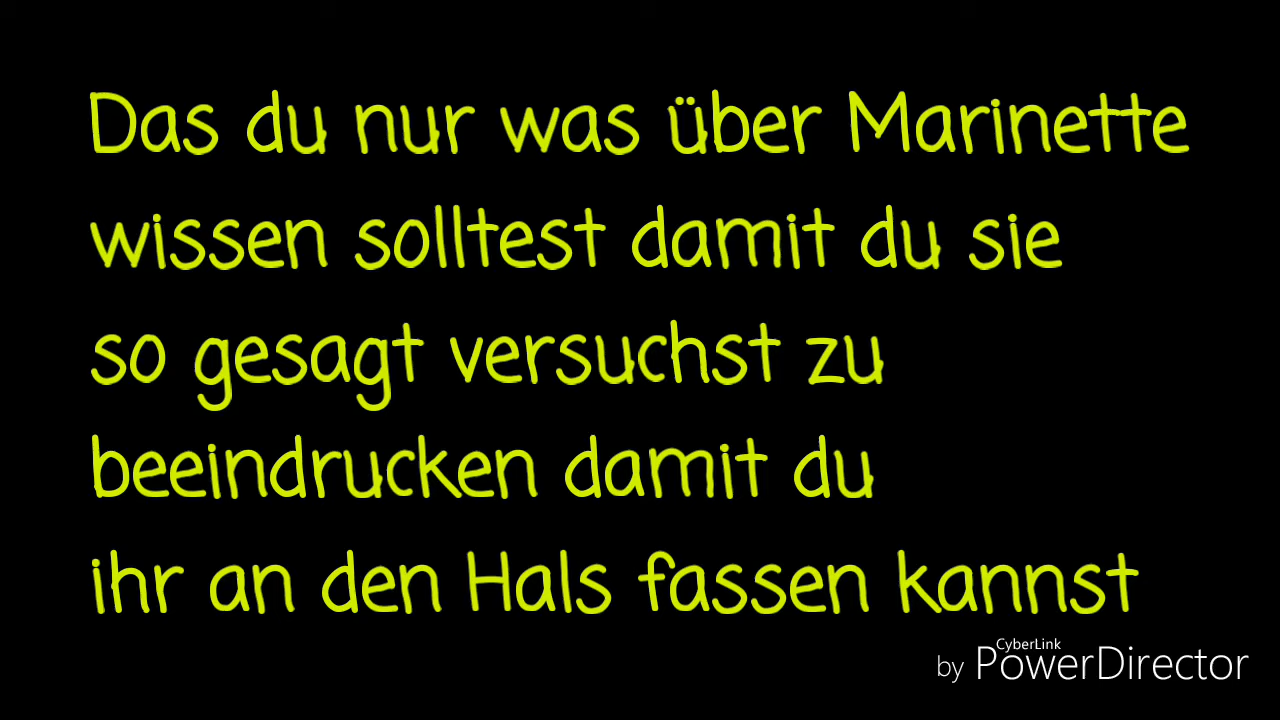 Das du nur was über Marinette
wissen solltest damit du sie
so gesagt versuchst zu
beeindrucken damit du
ihr an den Hals fassen kannst
CyberLink
by PowerDirector